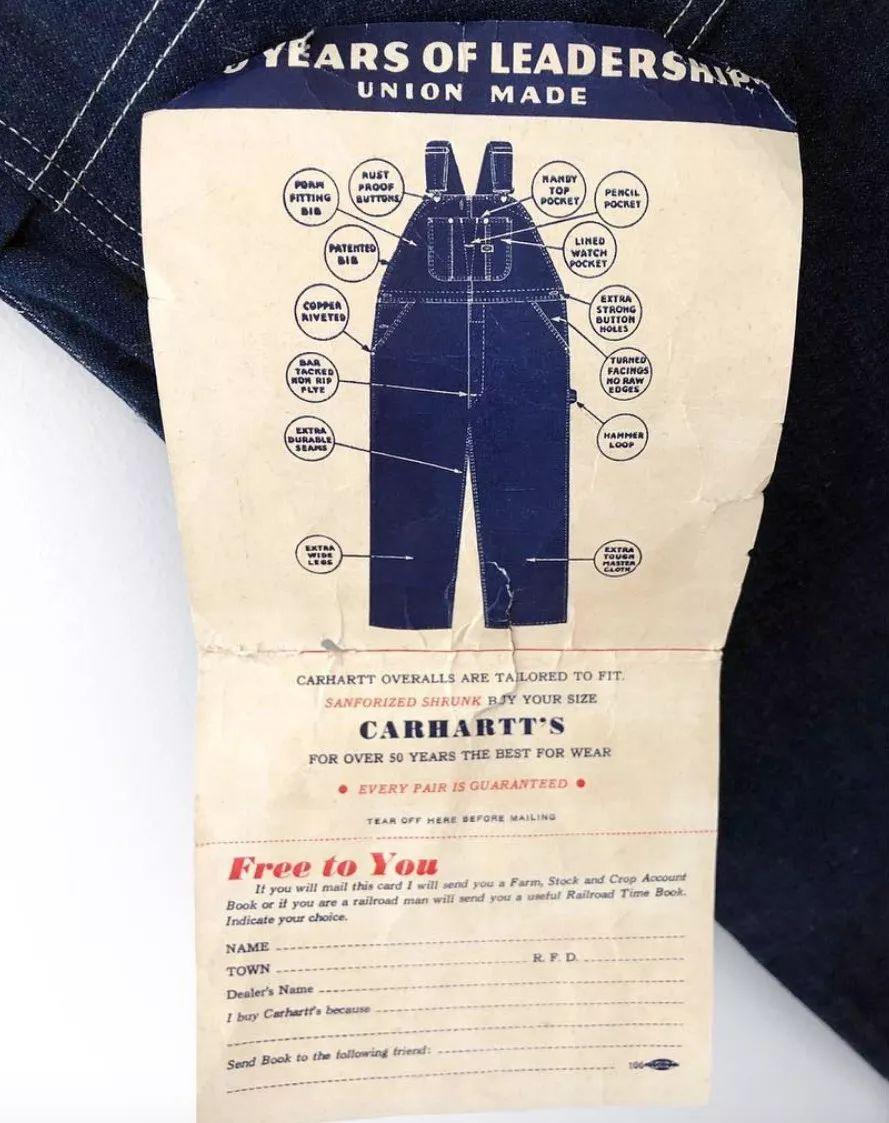 YEARS OF LEADERSHIP
UNION MADE
FORM
FITTING
BIB
RUST
PROOF
BUTTONS
HANDY
TOP
POCKET
PENCIL
POCKET
PATENTED
BIB
LINED
WATCH
POCKET
COPPER
RIVETED
EXTRA
STRONG
BUTTON
HOLES
BAR
TACKED
NON RIP
FLYE
TURNED
FACINGS
NO RAW
EDGES
EXTRA
DURABLE
SEAMS
HAMMER
LOOP
EXTRA
WIDE
LEGS
EXTRA
TOUGH
MASTER
CLOTH
CARHARTT OVERALLS ARE TAILORED TO FIT.
SANFORIZED SHRUNK BUY YOUR SIZE
CARHARTT'S
FOR OVER 50 YEARS THE BEST FOR WEAR
• EVERY PAIR IS GUARANTEED •
TEAR OFF HERE BEFORE MAILING
Free to You
If you will mail this card I will send you a Farm, Stock and Crop Account
Book or if you are a railroad man will send you a useful Railroad Time Book.
Indicate your choice.
NAME
TOWN R. F. D.
Dealer's Name
I buy Carhartt's because
Send Book to the following friend:
106